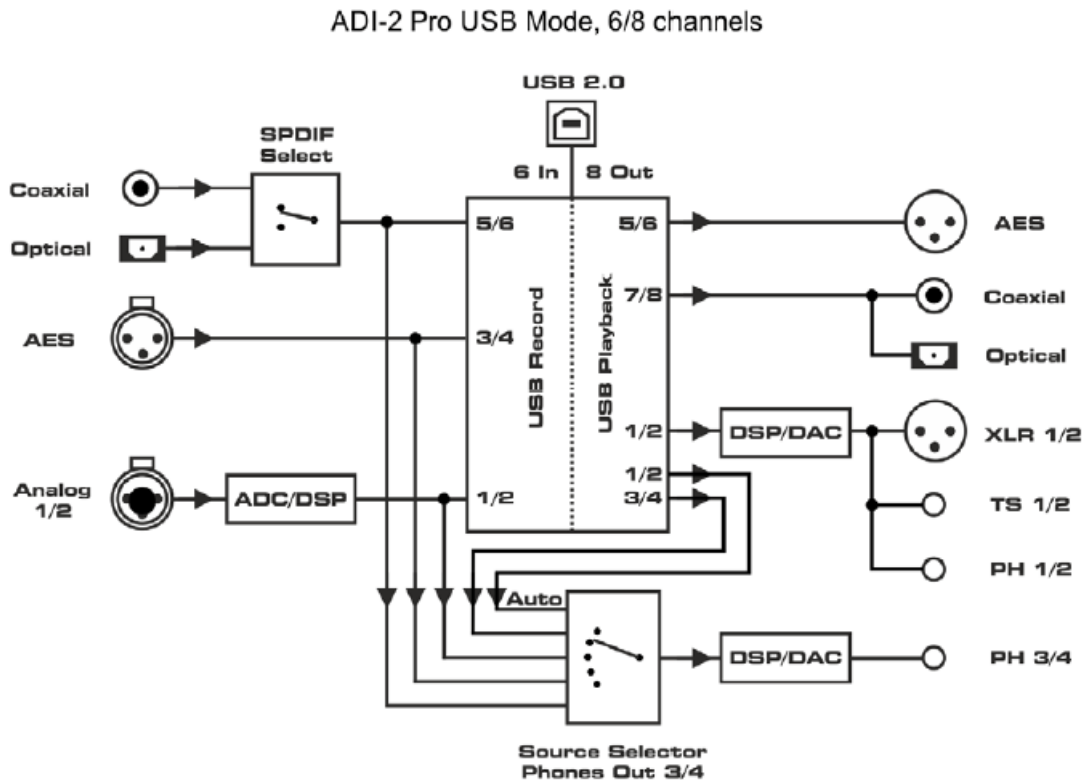 ADI-2 Pro USB Mode, 6/8 channels
USB 2.0
SPDIF
Select
6 In
8 Out
Coaxial
Optical
AES
Analog
1/2
ADC/DSP
5/6
3/4
1/2
USB Record
USB Playback
5/6
7/8
1/2
1/2
3/4
DSP/DAC
AES
Coaxial
Optical
XLR 1/2
TS 1/2
PH 1/2
Auto
DSP/DAC
PH 3/4
Source Selector
Phones Out 3/4